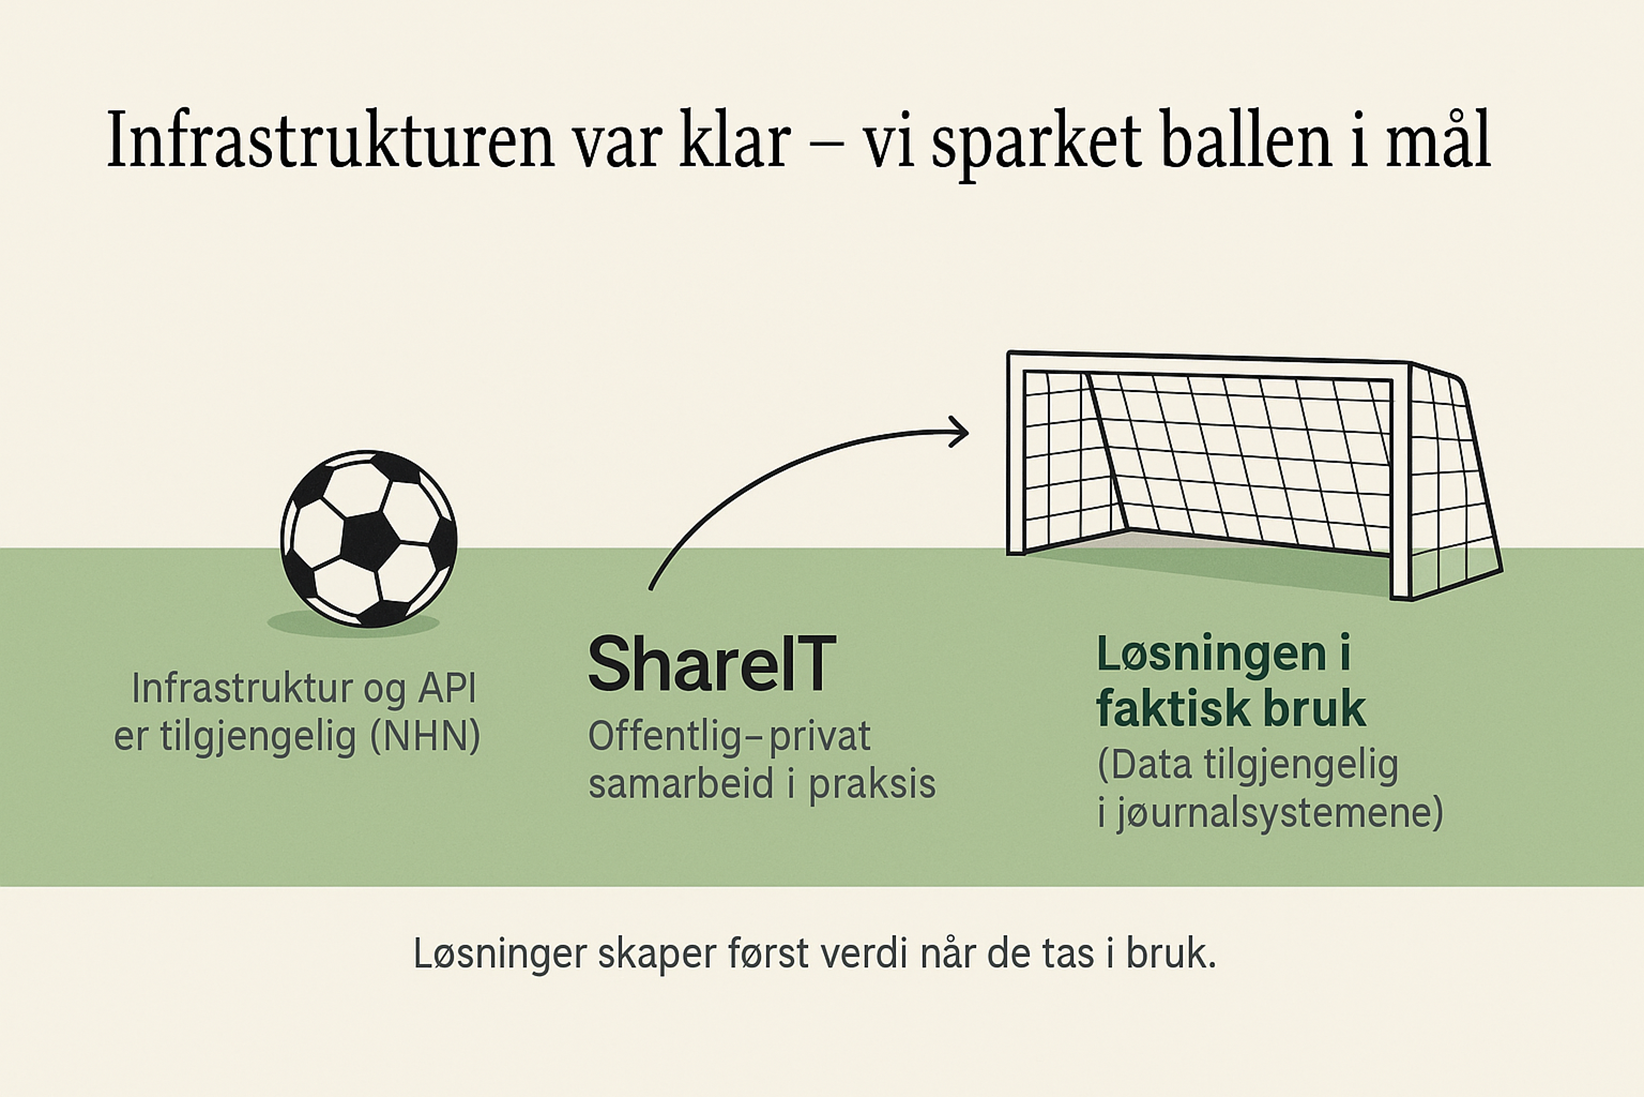 Infrastrukturen var klar – vi sparket ballen i mål
Infrastruktur og API
er tilgjengelig (NHN)
ShareIT
Offentlig–privat
samarbeid i praksis
Løsningen i
faktisk bruk
(Data tilgjengelig
i jøurnalsystemene)
Løsninger skaper først verdi når de tas i bruk.